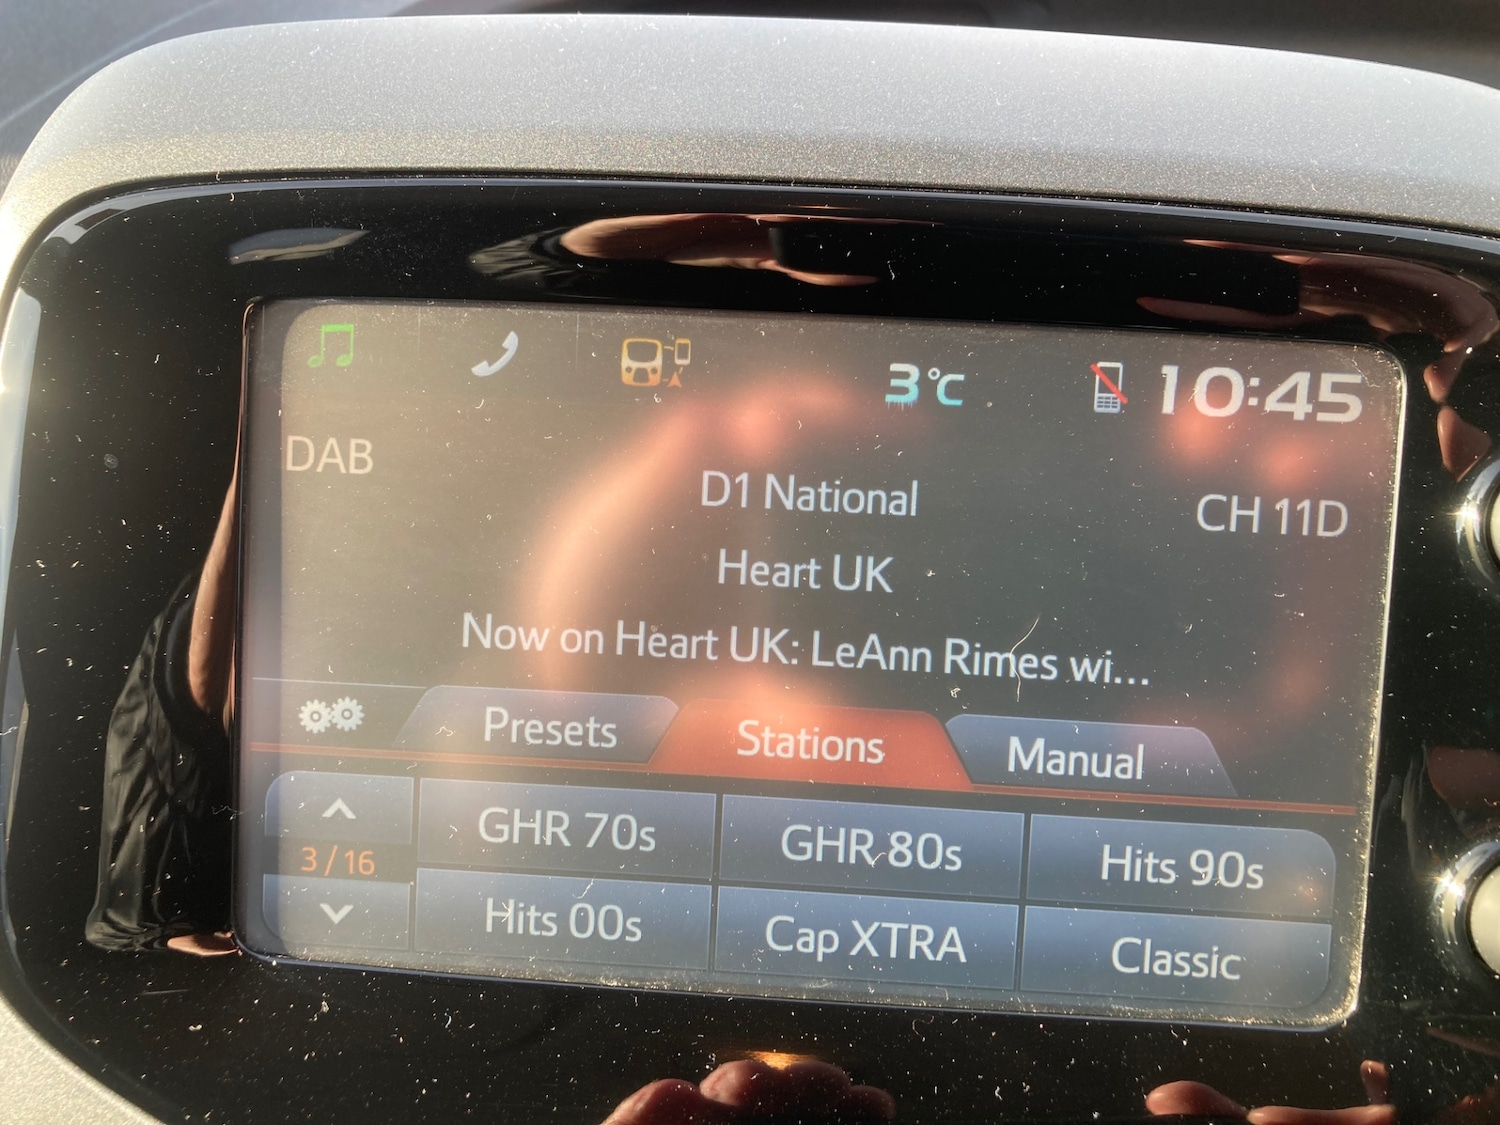 3°C
10:45
DAB
D1 National
CH 11D
Heart UK
Now on Heart UK: LeAnn Rimes wi...
Presets
Stations
Manual
3 / 16
GHR 70s
GHR 80s
Hits 90s
Hits 00s
Cap XTRA
Classic